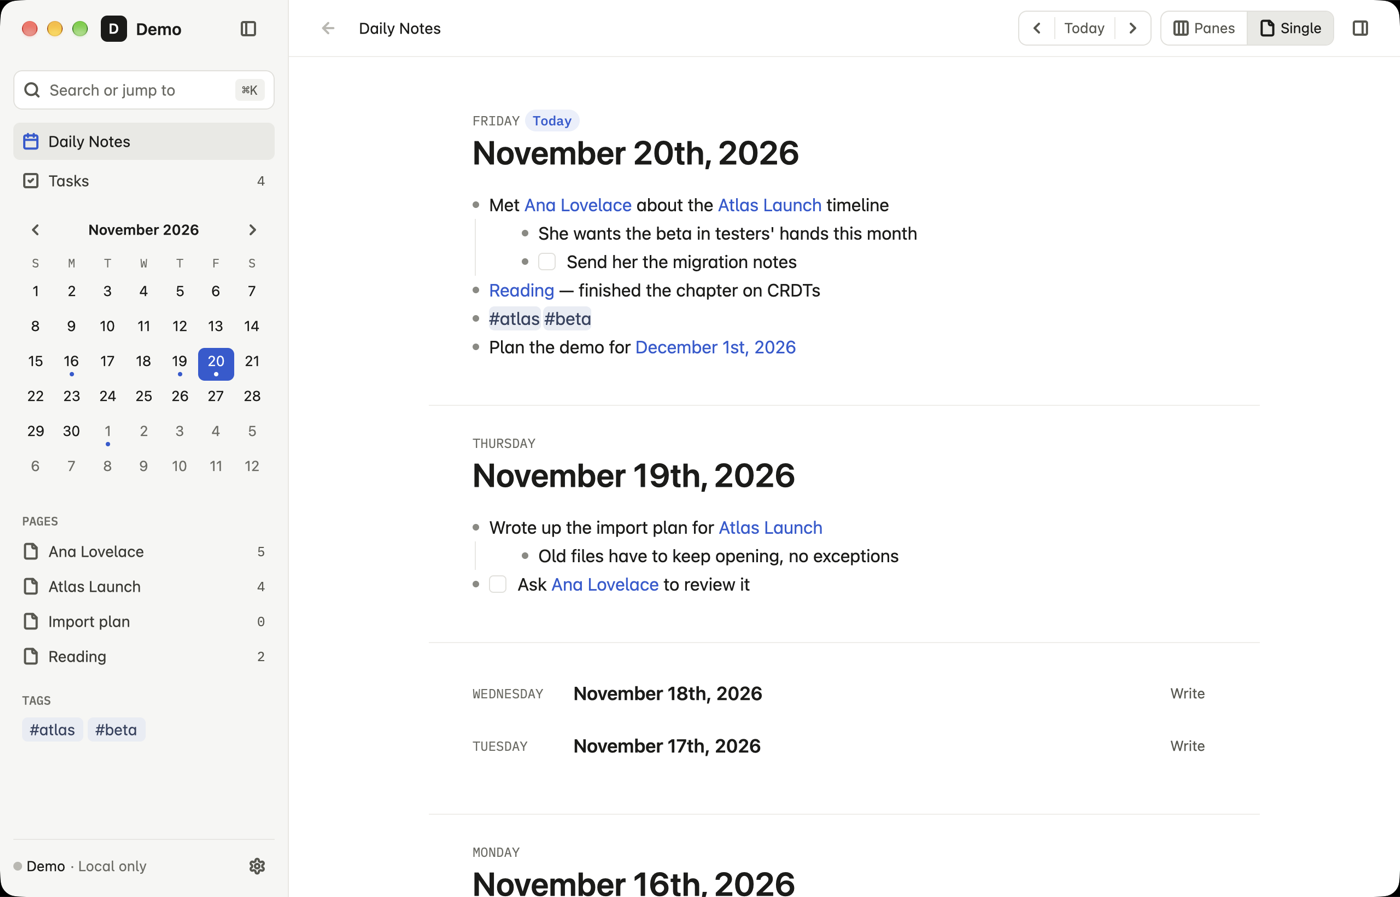 D Demo
Search or jump to ⌘K
Daily Notes
Tasks 4
November 2026
S M T W T F S
1 2 3 4 5 6 7
8 9 10 11 12 13 14
15 16 17 18 19 20 21
22 23 24 25 26 27 28
29 30 1 2 3 4 5
6 7 8 9 10 11 12
PAGES
Ana Lovelace 5
Atlas Launch 4
Import plan 0
Reading 2
TAGS
#atlas #beta
Demo · Local only
Daily Notes
Today
Panes
Single
FRIDAY Today
November 20th, 2026
Met Ana Lovelace about the Atlas Launch timeline
She wants the beta in testers' hands this month
Send her the migration notes
Reading — finished the chapter on CRDTs
#atlas #beta
Plan the demo for December 1st, 2026
THURSDAY
November 19th, 2026
Wrote up the import plan for Atlas Launch
Old files have to keep opening, no exceptions
Ask Ana Lovelace to review it
WEDNESDAY November 18th, 2026 Write
TUESDAY November 17th, 2026 Write
MONDAY
November 16th, 2026